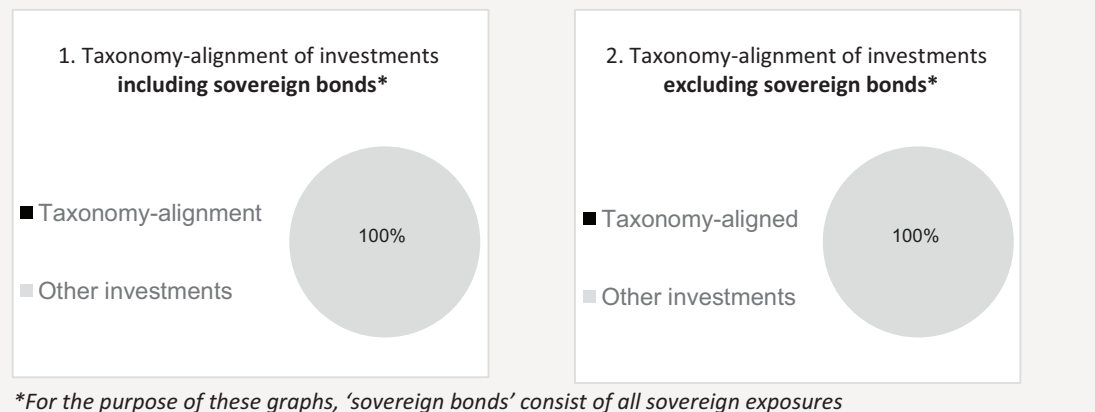 1. Taxonomy-alignment of investments
including sovereign bonds*
Taxonomy-alignment
Other investments
100%
2. Taxonomy-alignment of investments
excluding sovereign bonds*
Taxonomy-aligned
Other investments
100%
*For the purpose of these graphs, ‘sovereign bonds’ consist of all sovereign exposures